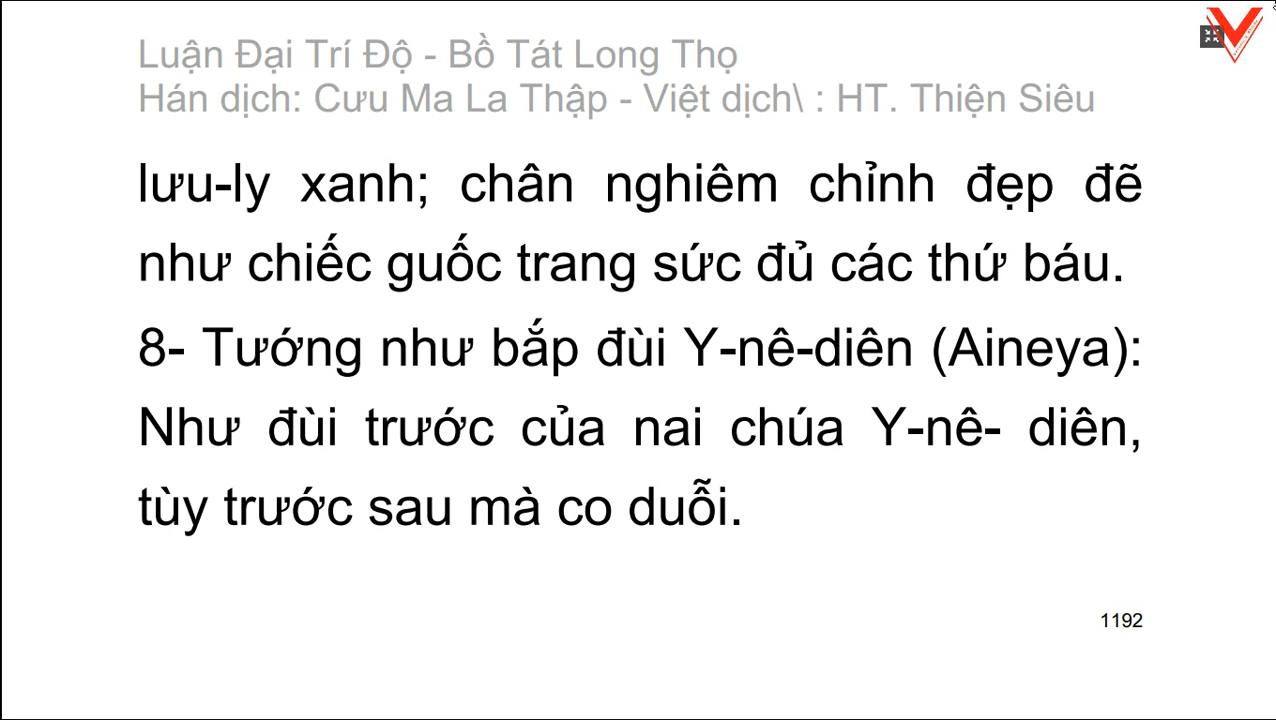 Luận Đại Trí Độ - Bồ Tát Long Thọ
Hán dịch: Cưu Ma La Thập - Việt dịch\ : HT. Thiện Siêu
lưu-ly xanh; chân nghiêm chỉnh đẹp đẽ
như chiếc guốc trang sức đủ các thứ báu.
8- Tướng như bắp đùi Y-nê-diên (Aineya):
Như đùi trước của nai chúa Y-nê- diên,
tùy trước sau mà co duỗi.
1192